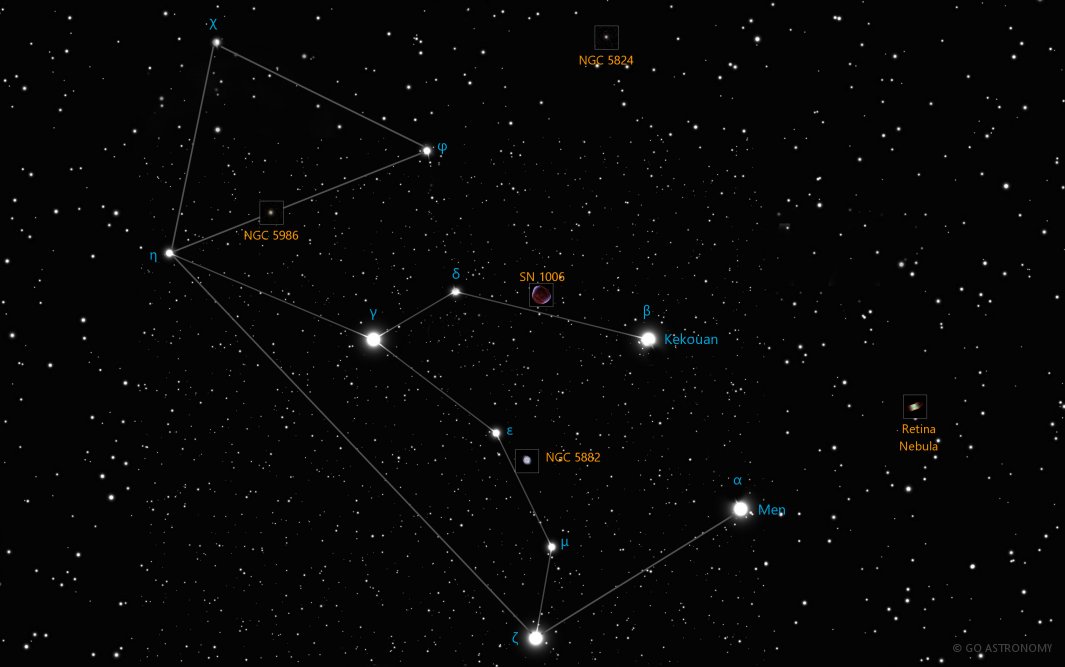 χ
NGC 5824
φ
NGC 5986
η
δ
SN 1006
γ
β
Kekouan
ε
Retina
Nebula
NGC 5882
α
Men
μ
ζ
© GO ASTRONOMY